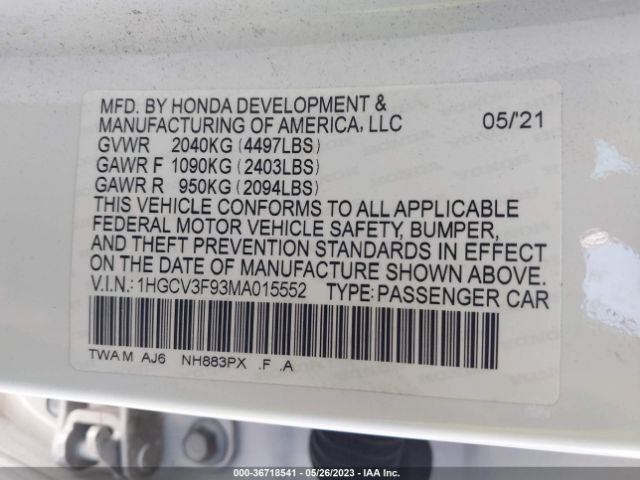 MFD. BY HONDA DEVELOPMENT &
MANUFACTURING OF AMERICA, LLC 05/'21
GVWR 2040KG (4497LBS)
GAWR F 1090KG (2403LBS)
GAWR R 950KG (2094LBS)
THIS VEHICLE CONFORMS TO ALL APPLICABLE
FEDERAL MOTOR VEHICLE SAFETY, BUMPER,
AND THEFT PREVENTION STANDARDS IN EFFECT
ON THE DATE OF MANUFACTURE SHOWN ABOVE.
V.I.N.: 1HGCV3F93MA015552 TYPE: PASSENGER CAR
TWA M AJ6 NH883PX .F .A
000-36718541 - 05/26/2023 - IAA Inc.